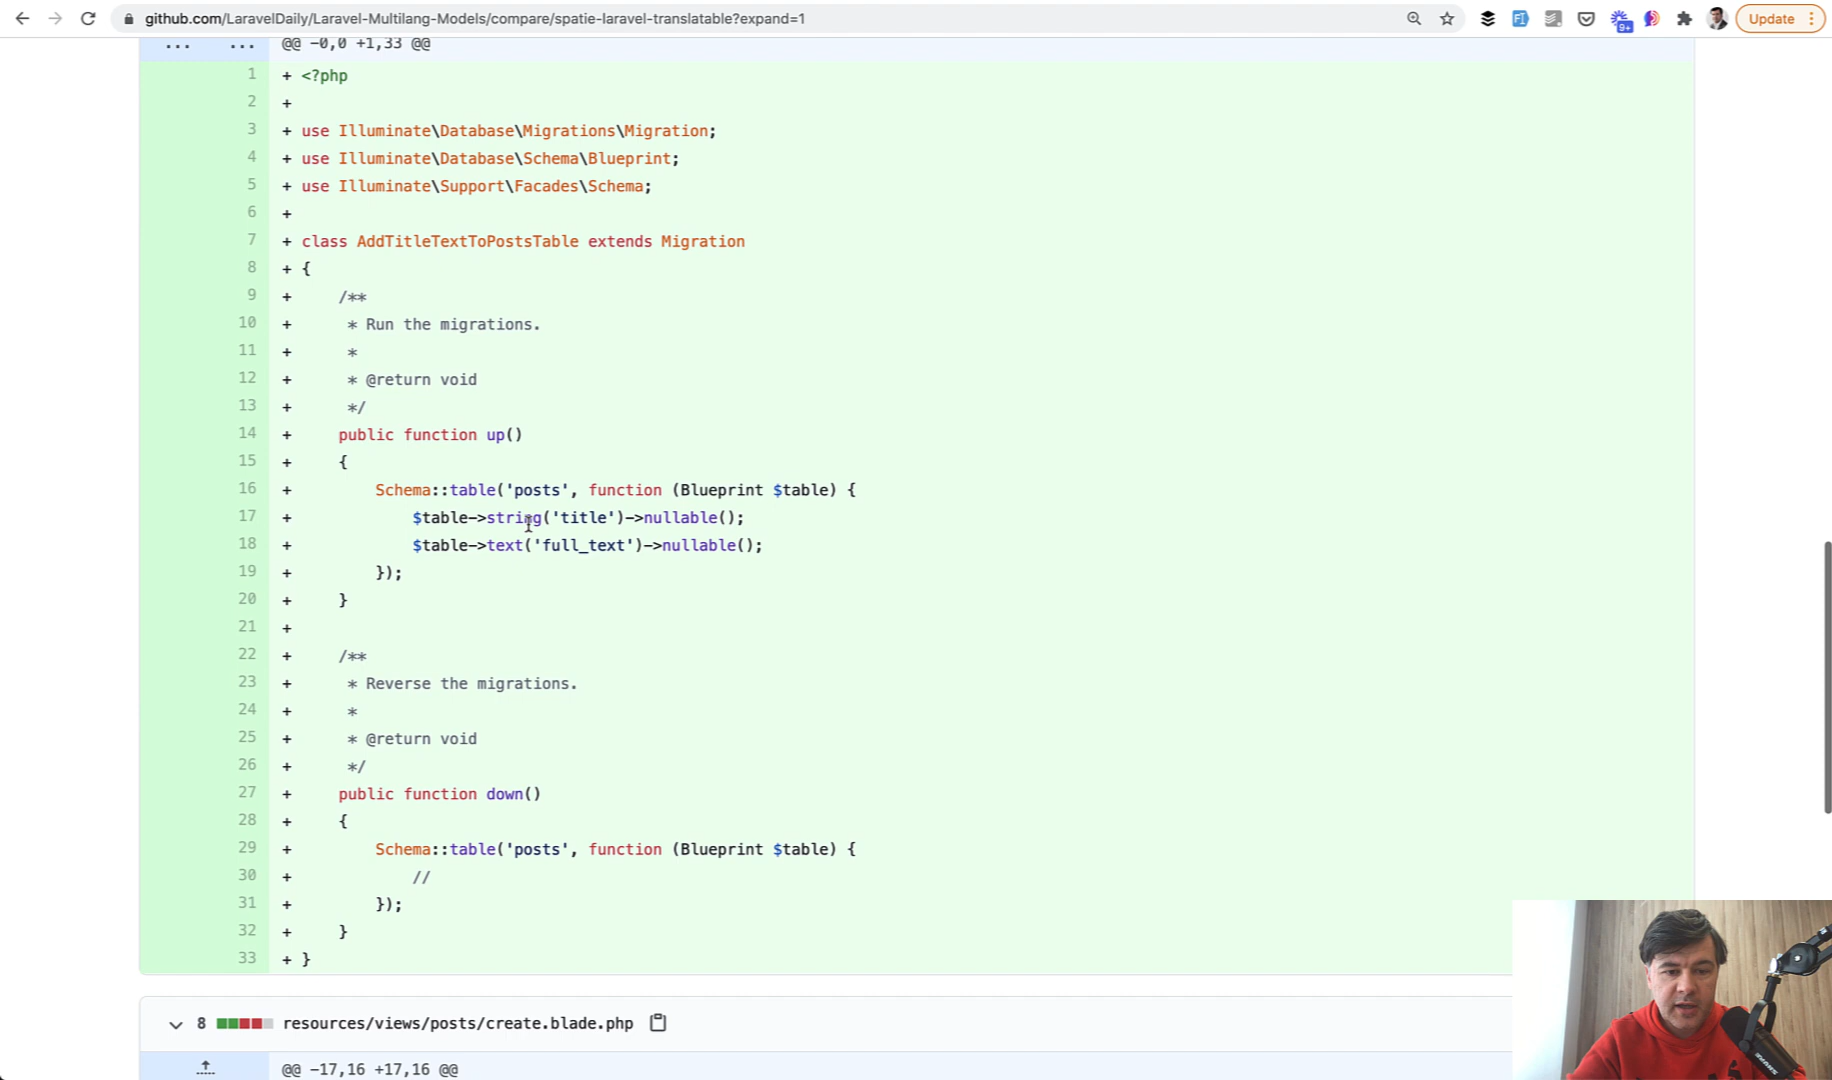 github.com/LaravelDaily/Laravel-Multilang-Models/compare/spatie-laravel-translatable?expand=1
9+
Update
... ... @@ -0,0 +1,33 @@
1 + <?php
2 +
3 + use Illuminate\Database\Migrations\Migration;
4 + use Illuminate\Database\Schema\Blueprint;
5 + use Illuminate\Support\Facades\Schema;
6 +
7 + class AddTitleTextToPostsTable extends Migration
8 + {
9 + /**
10 + * Run the migrations.
11 + *
12 + * @return void
13 + */
14 + public function up()
15 + {
16 + Schema::table('posts', function (Blueprint $table) {
17 + $table->string('title')->nullable();
18 + $table->text('full_text')->nullable();
19 + });
20 + }
21 +
22 + /**
23 + * Reverse the migrations.
24 + *
25 + * @return void
26 + */
27 + public function down()
28 + {
29 + Schema::table('posts', function (Blueprint $table) {
30 + //
31 + });
32 + }
33 + }
8 resources/views/posts/create.blade.php
@@ -17,16 +17,16 @@